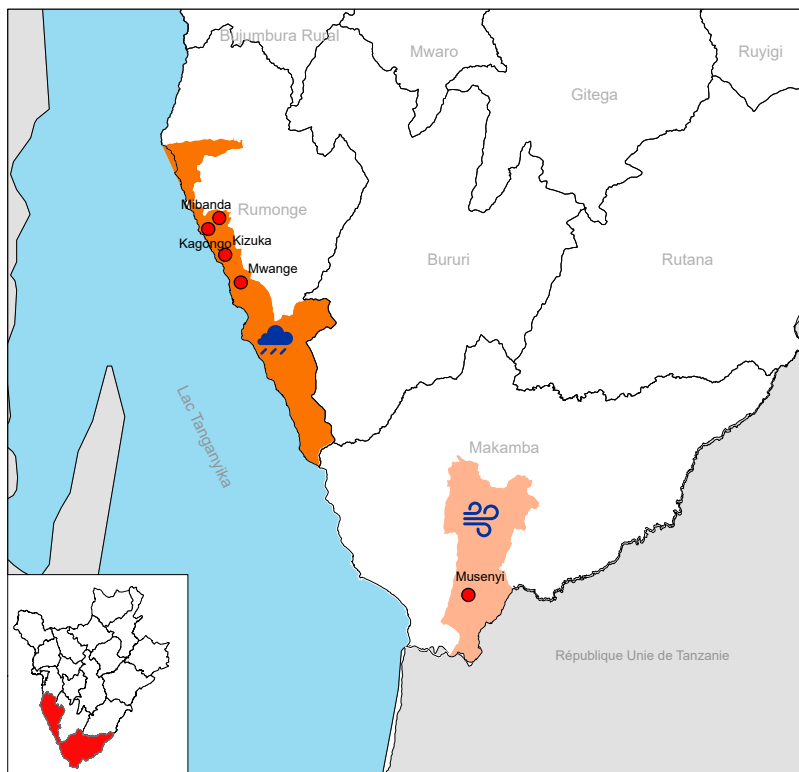 Bujumbura Rural
Mwaro
Ruyigi
Gitega
Mibanda
Rumonge
Kagongo
Kizuka
Bururi
Rutana
Mwange
Lac Tanganyika
Makamba
Musenyi
République Unie de Tanzanie